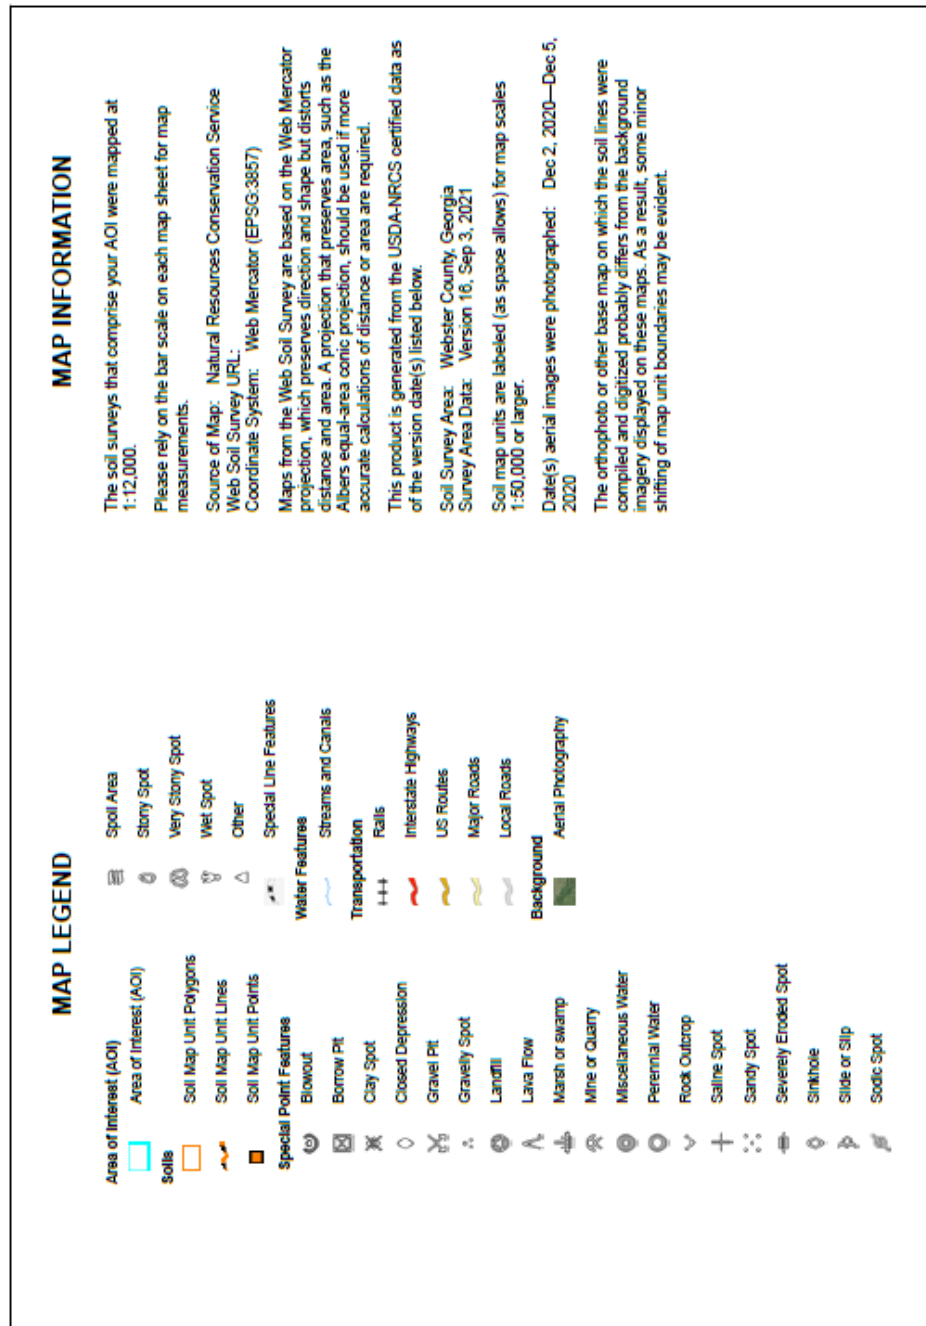 MAP LEGEND
Area of Interest (AOI)
Area of Interest (AOI)
Soils
Soil Map Unit Polygons
Soil Map Unit Lines
Soil Map Unit Points
Special Point Features
Blowout
Borrow Pit
Clay Spot
Closed Depression
Gravel Pit
Gravelly Spot
Landfill
Lava Flow
Marsh or swamp
Mine or Quarry
Miscellaneous Water
Perennial Water
Rock Outcrop
Saline Spot
Sandy Spot
Severely Eroded Spot
Sinkhole
Slide or Slip
Sodic Spot
Spoil Area
Stony Spot
Very Stony Spot
Wet Spot
Other
Special Line Features
Water Features
Streams and Canals
Transportation
Rails
Interstate Highways
US Routes
Major Roads
Local Roads
Background
Aerial Photography
MAP INFORMATION
The soil surveys that comprise your AOI were mapped at
1:12,000.
Please rely on the bar scale on each map sheet for map
measurements.
Source of Map: Natural Resources Conservation Service
Web Soil Survey URL:
Coordinate System: Web Mercator (EPSG:3857)
Maps from the Web Soil Survey are based on the Web Mercator
projection, which preserves direction and shape but distorts
distance and area. A projection that preserves area, such as the
Albers equal-area conic projection, should be used if more
accurate calculations of distance or area are required.
This product is generated from the USDA-NRCS certified data as
of the version date(s) listed below.
Soil Survey Area: Webster County, Georgia
Survey Area Data: Version 16, Sep 3, 2021
Soil map units are labeled (as space allows) for map scales
1:50,000 or larger.
Date(s) aerial images were photographed: Dec 2, 2020—Dec 5,
2020
The orthophoto or other base map on which the soil lines were
compiled and digitized probably differs from the background
imagery displayed on these maps. As a result, some minor
shifting of map unit boundaries may be evident.